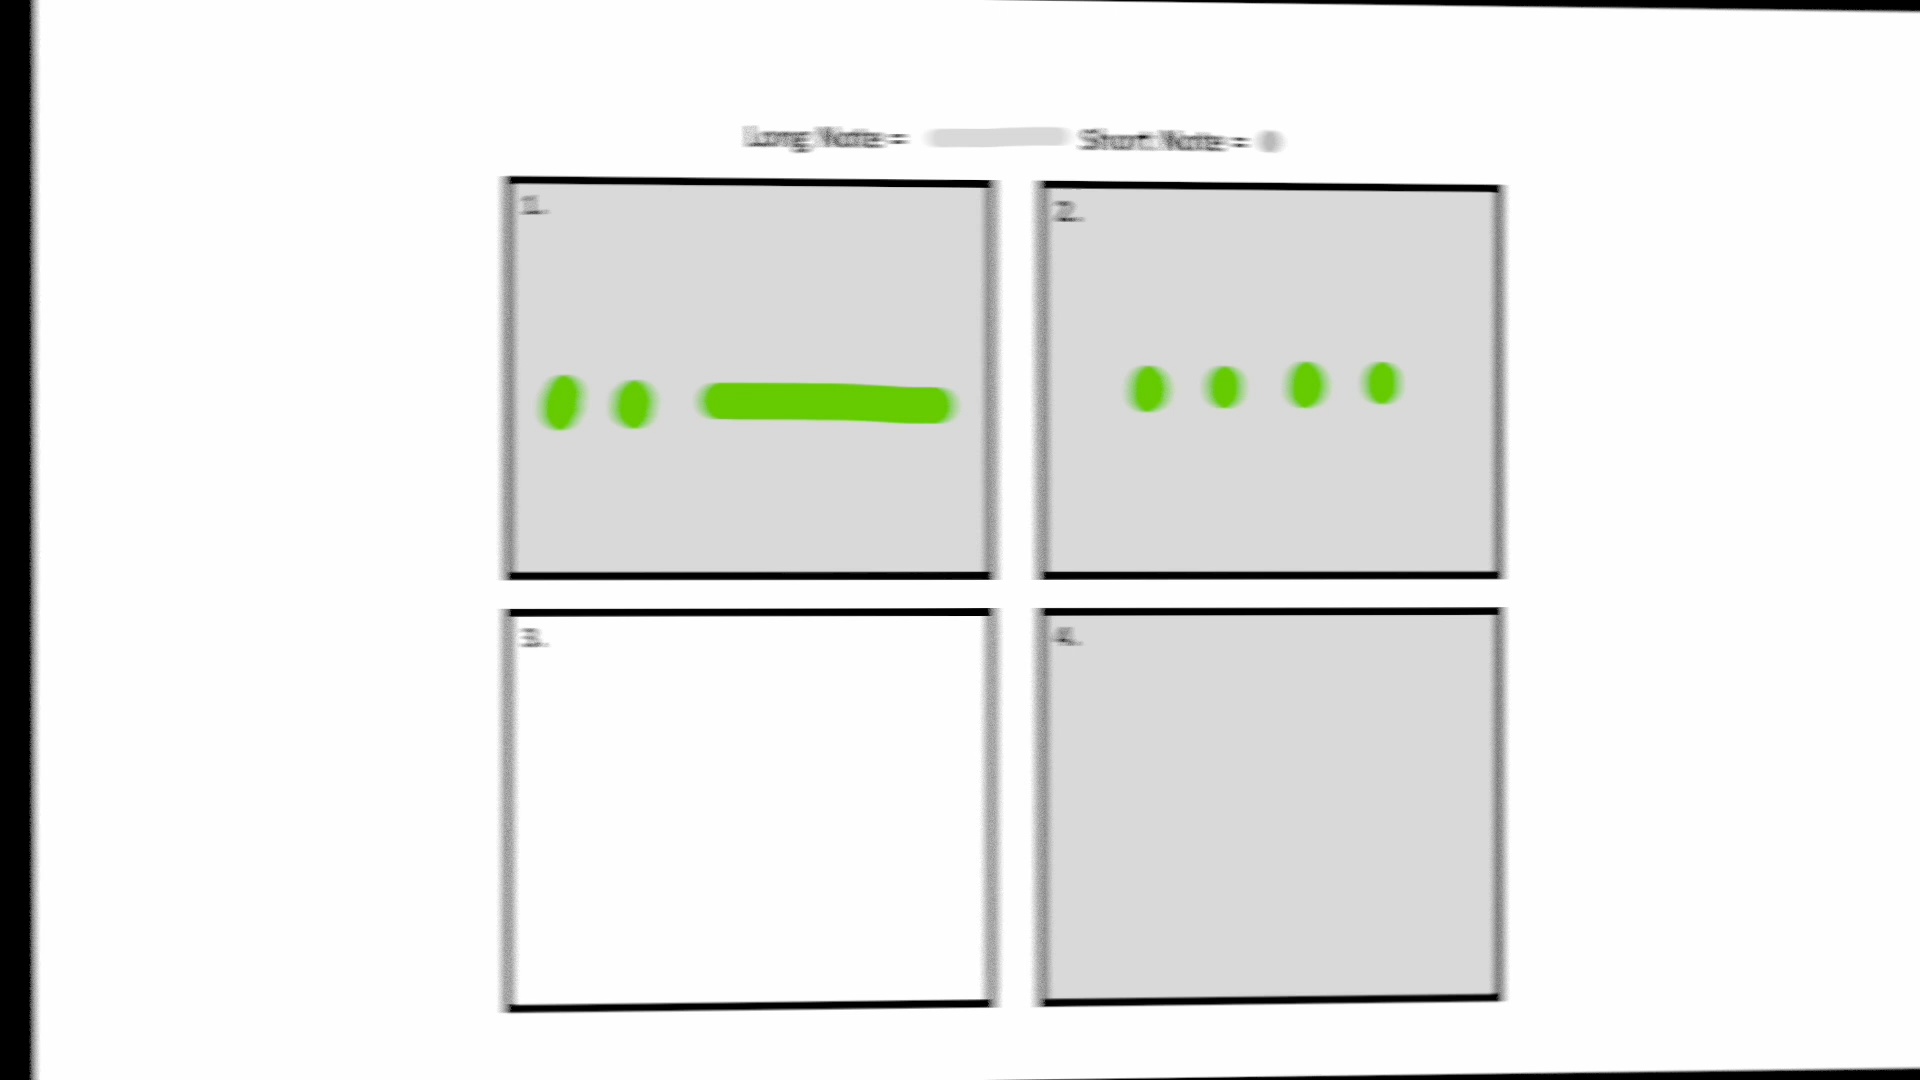 Long Note = Short Note =
1.
2.
3.
4.